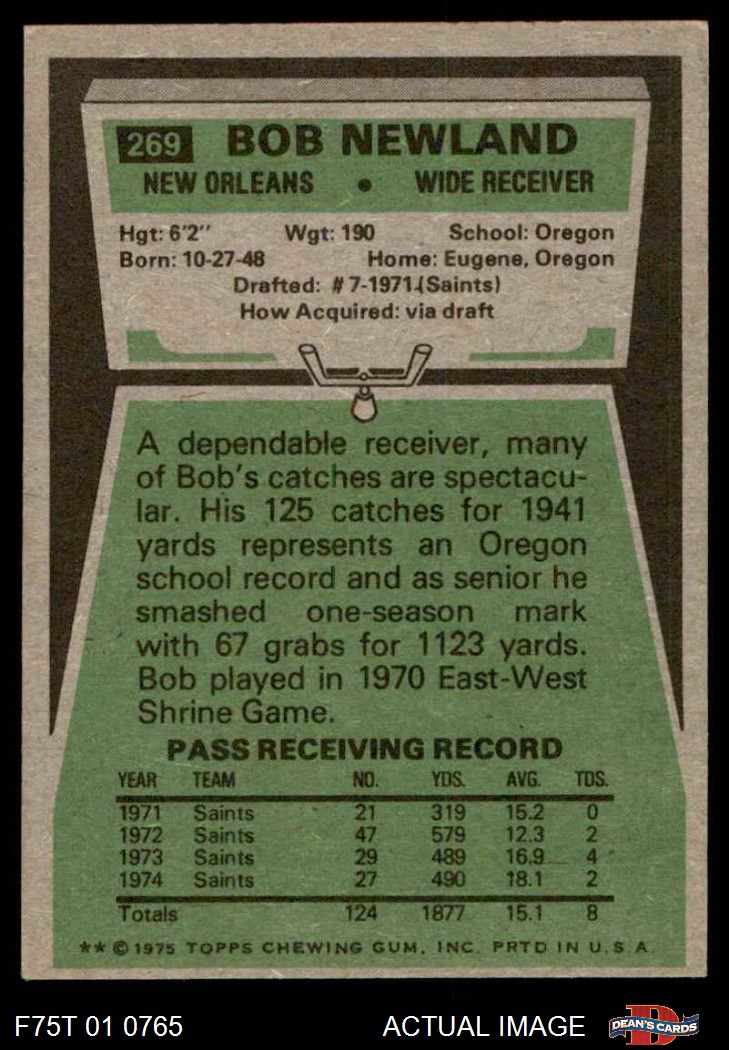 269 BOB NEWLAND
NEW ORLEANS • WIDE RECEIVER
Hgt: 6'2'' Wgt: 190 School: Oregon
Born: 10-27-48 Home: Eugene, Oregon
Drafted: #7-1971 (Saints)
How Acquired: via draft
A dependable receiver, many
of Bob's catches are spectacu-
lar. His 125 catches for 1941
yards represents an Oregon
school record and as senior he
smashed one-season mark
with 67 grabs for 1123 yards.
Bob played in 1970 East-West
Shrine Game.
PASS RECEIVING RECORD
YEAR TEAM NO. YDS. AVG. TDS.
1971 Saints 21 319 15.2 0
1972 Saints 47 579 12.3 2
1973 Saints 29 489 16.9 4
1974 Saints 27 490 18.1 2
Totals 124 1877 15.1 8
** © 1975 TOPPS CHEWING GUM, INC. PRTD IN U.S.A.
F75T 01 0765 ACTUAL IMAGE DEAN'S CARDS